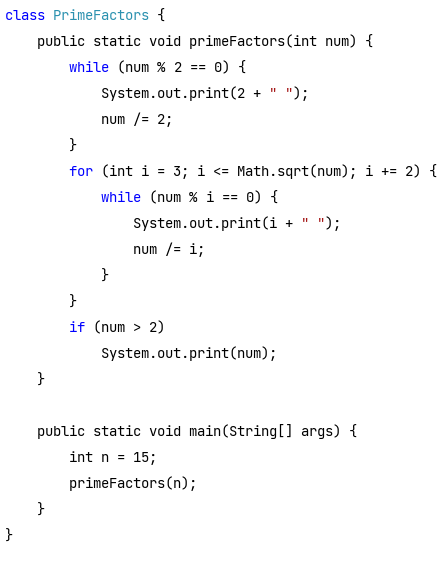 class PrimeFactors {
    public static void primeFactors(int num) {
        while (num % 2 == 0) {
            System.out.print(2 + " ");
            num /= 2;
        }
        for (int i = 3; i <= Math.sqrt(num); i += 2) {
            while (num % i == 0) {
                System.out.print(i + " ");
                num /= i;
            }
        }
        if (num > 2)
            System.out.print(num);
    }

    public static void main(String[] args) {
        int n = 15;
        primeFactors(n);
    }
}